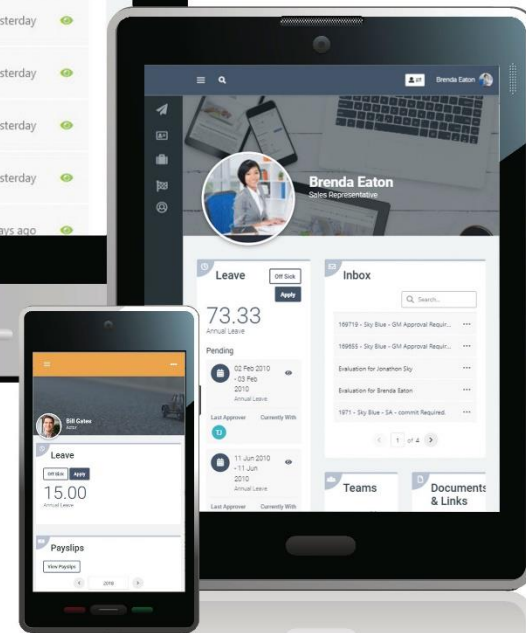 sterday
sterday
sterday
sterday
ays ago
Brenda Eaton
Brenda Eaton
Sales Representative
Leave
Off Sick
Apply
73.33
Annual Leave
Pending
02 Feb 2010
- 03 Feb
2010
Annual Leave
Last Approver Currently With
TJ
11 Jun 2010
- 11 Jun
2010
Annual Leave
Last Approver Currently With
Inbox
Search...
169719 - Sky Blue - GM Approval Requir...
169655 - Sky Blue - GM Approval Requir...
Evaluation for Jonathon Sky
Evaluation for Brenda Eaton
1971 - Sky Blue - SA - commit Required.
1 of 4
Teams
Documents
& Links
Bill Gates
Leave
Off Sick Apply
15.00
Annual Leave
Payslips
View Payslips
2010